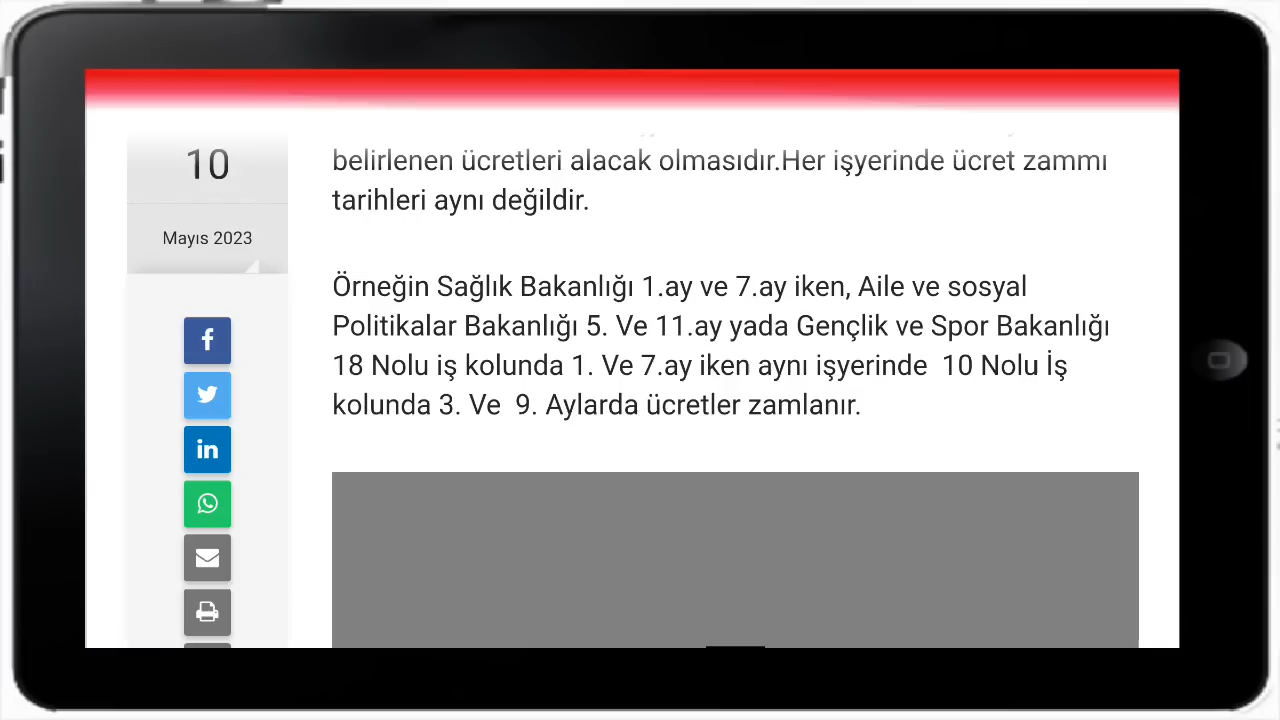 10
Mayıs 2023
belirlenen ücretleri alacak olmasıdır.Her işyerinde ücret zammı
tarihleri aynı değildir.
Örneğin Sağlık Bakanlığı 1.ay ve 7.ay iken, Aile ve sosyal
Politikalar Bakanlığı 5. Ve 11.ay yada Gençlik ve Spor Bakanlığı
18 Nolu iş kolunda 1. Ve 7.ay iken aynı işyerinde  10 Nolu İş
kolunda 3. Ve  9. Aylarda ücretler zamlanır.